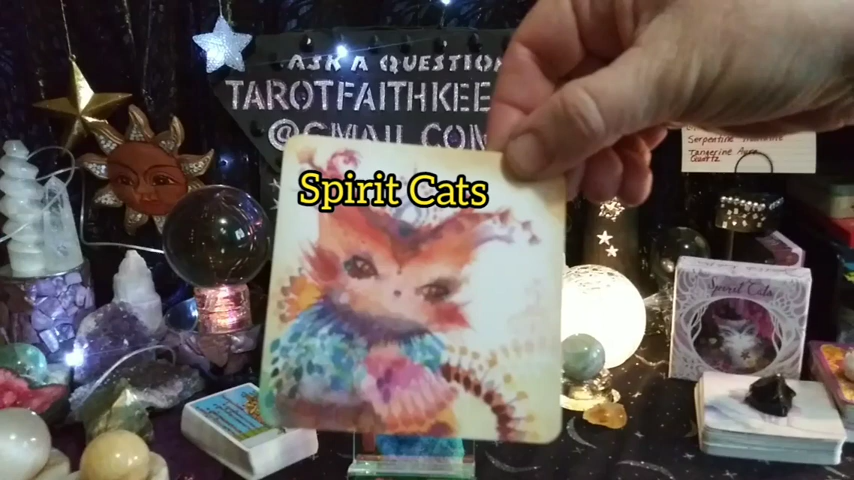 ASK A QUESTION
TAROTFAITHKEE
@GMAIL.COM
Spirit Cats
Serpentine
Tangerine Aura
Quartz
Spirit Cats